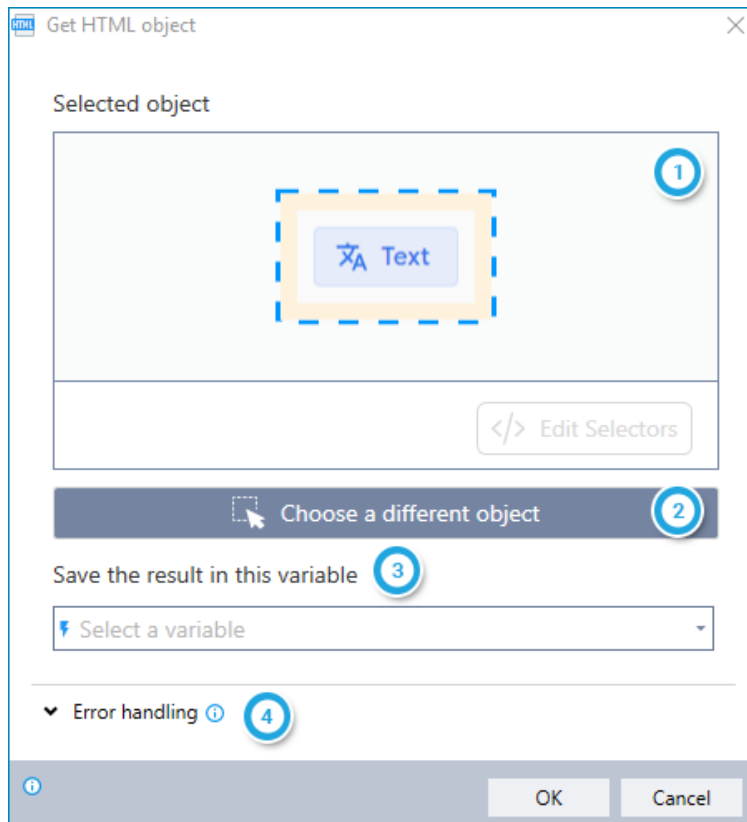 HTML Get HTML object
Selected object
1
Text
</> Edit Selectors
Choose a different object 2
Save the result in this variable 3
Select a variable
Error handling 4
OK Cancel